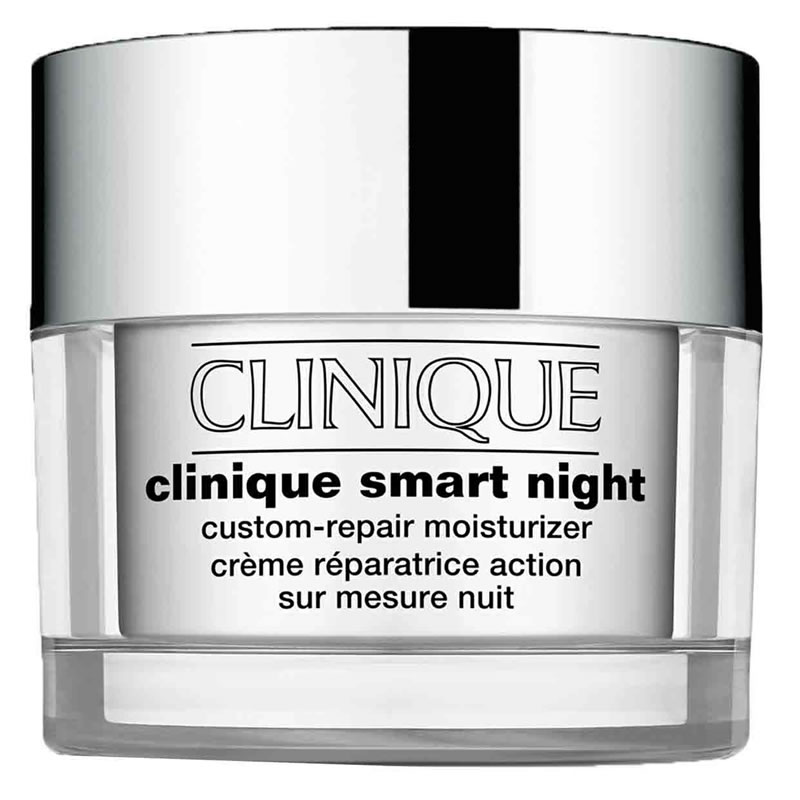 CLINIQUE
clinique smart night
custom-repair moisturizer
crème réparatrice action
sur mesure nuit